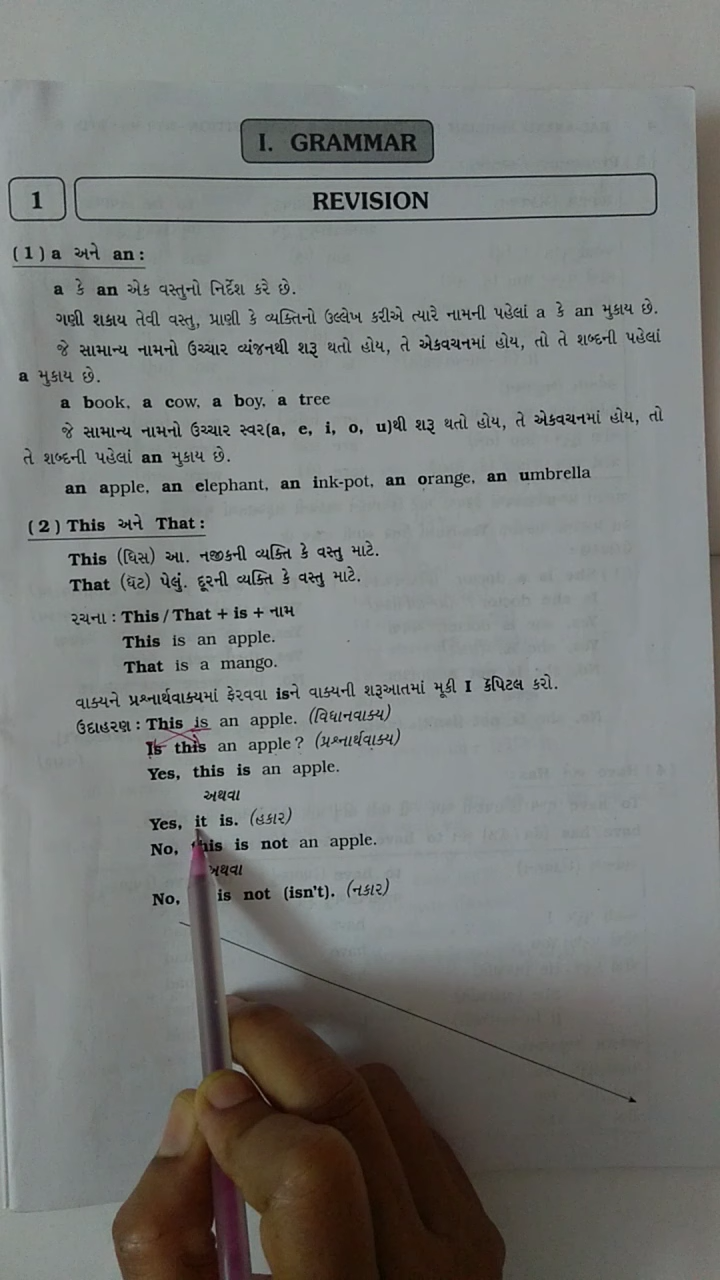 I. GRAMMAR
1 REVISION
(1) a અને an :
a કે an એક વસ્તુનો નિર્દેશ કરે છે.
ગણી શકાય તેવી વસ્તુ, પ્રાણી કે વ્યક્તિનો ઉલ્લેખ કરીએ ત્યારે નામની પહેલાં a કે an મુકાય છે.
જે સામાન્ય નામનો ઉચ્ચાર વ્યંજનથી શરૂ થતો હોય, તે એકવચનમાં હોય, તો તે શબ્દની પહેલાં
a મુકાય છે.
a book, a cow, a boy, a tree
જે સામાન્ય નામનો ઉચ્ચાર સ્વર(a, e, i, o, u)થી શરૂ થતો હોય, તે એકવચનમાં હોય, તો
તે શબ્દની પહેલાં an મુકાય છે.
an apple, an elephant, an ink-pot, an orange, an umbrella
(2) This અને That :
This (ધિસ) આ. નજીકની વ્યક્તિ કે વસ્તુ માટે.
That (ધૅટ) પેલું. દૂરની વ્યક્તિ કે વસ્તુ માટે.
રચના : This / That + is + નામ
This is an apple.
That is a mango.
વાક્યને પ્રશ્નાર્થવાક્યમાં ફેરવવા isને વાક્યની શરૂઆતમાં મૂકી I કૅપિટલ કરો.
ઉદાહરણ : This is an apple. (વિધાનવાક્ય)
Is this an apple? (પ્રશ્નાર્થવાક્ય)
Yes, this is an apple.
અથવા
Yes, it is. (હકાર)
No, this is not an apple.
અથવા
No, is not (isn't). (નકાર)